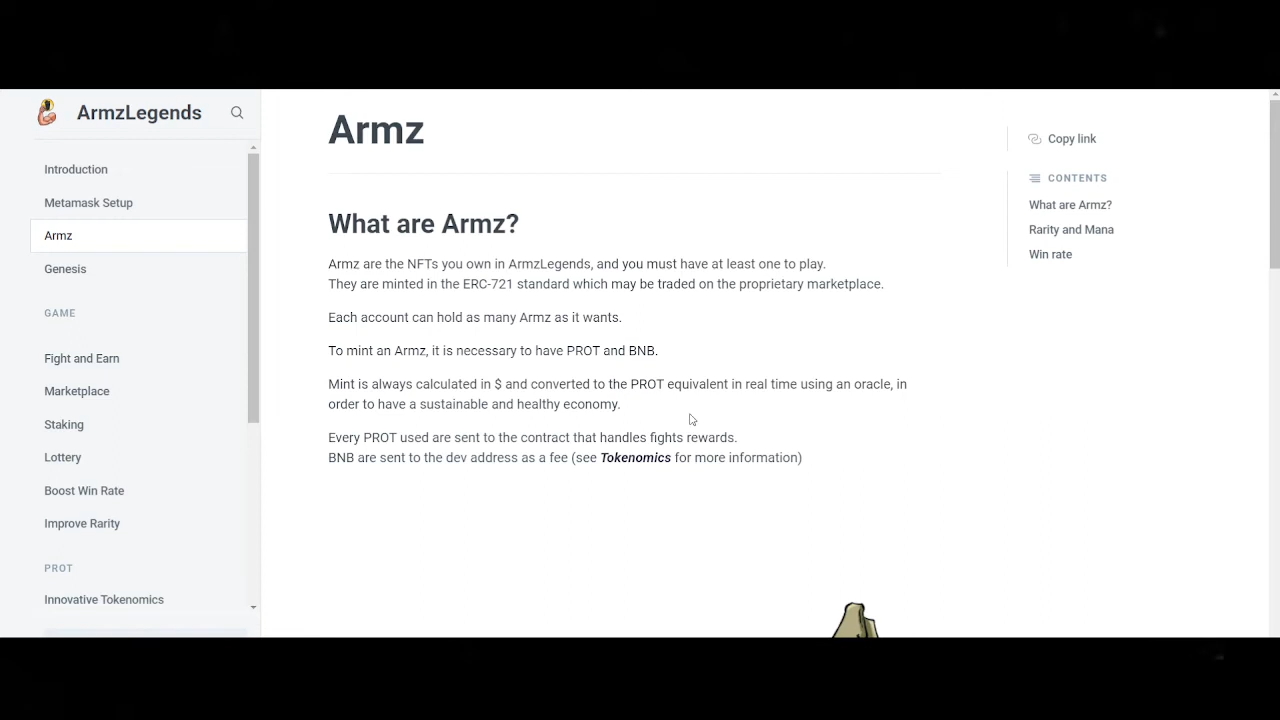 ArmzLegends
Introduction
Metamask Setup
Armz
Genesis
GAME
Fight and Earn
Marketplace
Staking
Lottery
Boost Win Rate
Improve Rarity
PROT
Innovative Tokenomics
Armz
What are Armz?
Armz are the NFTs you own in ArmzLegends, and you must have at least one to play.
They are minted in the ERC-721 standard which may be traded on the proprietary marketplace.
Each account can hold as many Armz as it wants.
To mint an Armz, it is necessary to have PROT and BNB.
Mint is always calculated in $ and converted to the PROT equivalent in real time using an oracle, in
order to have a sustainable and healthy economy.
Every PROT used are sent to the contract that handles fights rewards.
BNB are sent to the dev address as a fee (see Tokenomics for more information)
Copy link
CONTENTS
What are Armz?
Rarity and Mana
Win rate